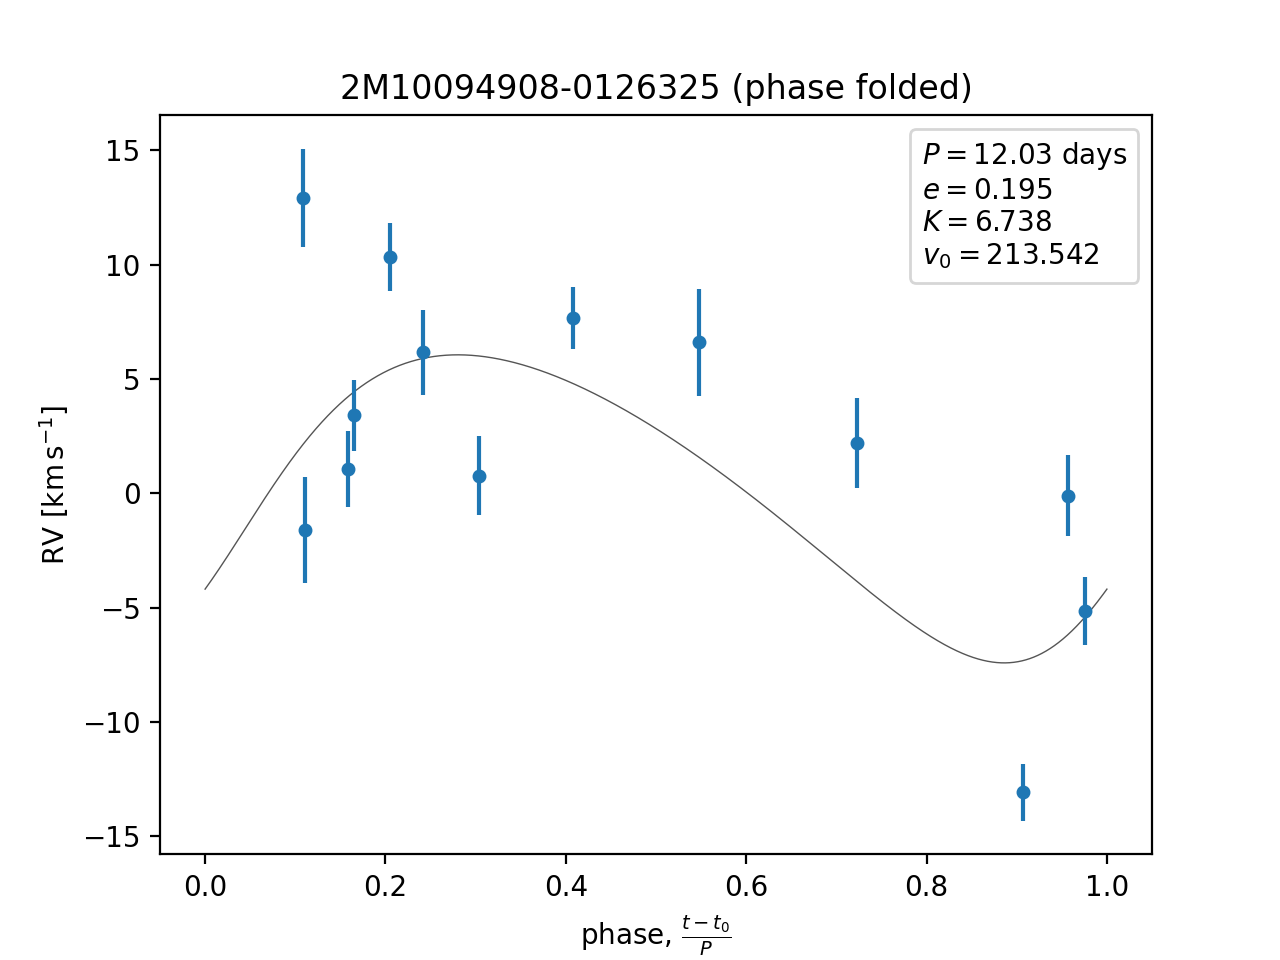 2M10094908-0126325 (phase folded)
P = 12.03 days
e = 0.195
K = 6.738
v₀ = 213.542
RV [km s⁻¹]
15
10
5
0
−5
−10
−15
0.0 0.2 0.4 0.6 0.8 1.0
phase, (t − t₀)/P